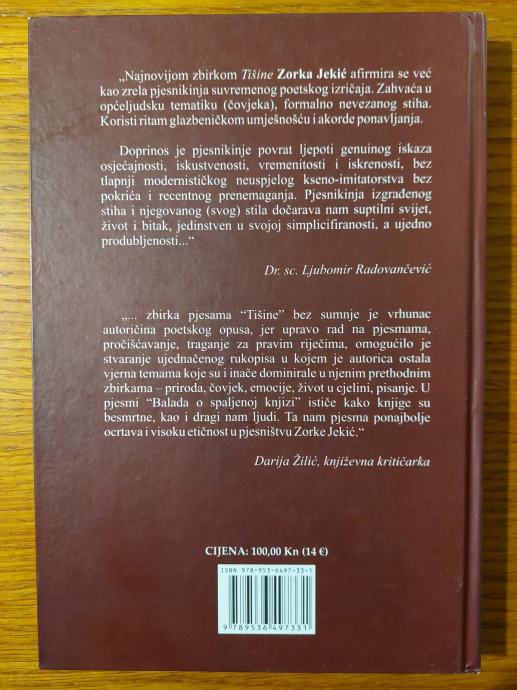 „Najnovijom zbirkom Tišine Zorka Jekić afirmira se već
kao zrela pjesnikinja suvremenog poetskog izričaja. Zahvaća u
općeljudsku tematiku (čovjeka), formalno nevezanog stiha.
Koristi ritam glazbeničkom umješnošću i akorde ponavljanja.
Doprinos je pjesnikinje povrat ljepoti genuinog iskaza
osjećajnosti, iskustvenosti, vremenitosti i iskrenosti, bez
tlapnji modernističkog neuspjelog kseno-imitatorstva bez
pokrića i recentnog prenemaganja. Pjesnikinja izgrađenog
stiha i njegovanog (svog) stila dočarava nam suptilni svijet,
život i bitak, jedinstven u svojoj simplicifiranosti, a ujedno
produbljenosti...“
Dr. sc. Ljubomir Radovančević
„... zbirka pjesama “Tišine” bez sumnje je vrhunac
autoričina poetskog opusa, jer upravo rad na pjesmama,
pročišćavanje, traganje za pravim riječima, omogućilo je
stvaranje ujednačenog rukopisa u kojem je autorica ostala
vjerna temama koje su i inače dominirale u njenim prethodnim
zbirkama – priroda, čovjek, emocije, život u cjelini, pisanje. U
pjesmi “Balada o spaljenoj knjizi” ističe kako knjige su
besmrtne, kao i dragi nam ljudi. Ta nam pjesma ponajbolje
ocrtava i visoku etičnost u pjesništvu Zorke Jekić.“
Darija Žilić, književna kritičarka
CIJENA: 100,00 Kn (14 €)
ISBN 978-953-6497-33-1
9 789536 497331